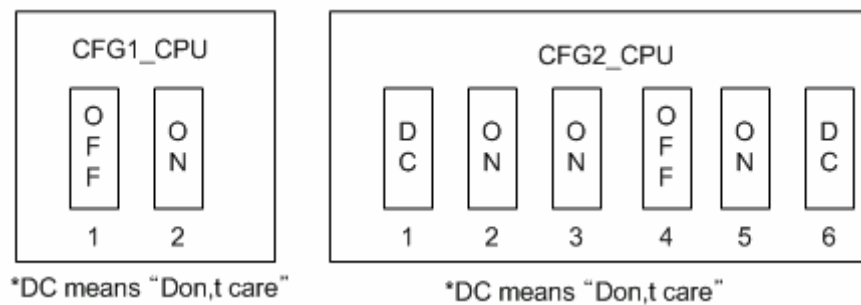 CFG1_CPU
OFF ON
1 2
*DC means “Don,t care”
CFG2_CPU
DC ON ON OFF ON DC
1 2 3 4 5 6
*DC means “Don,t care”